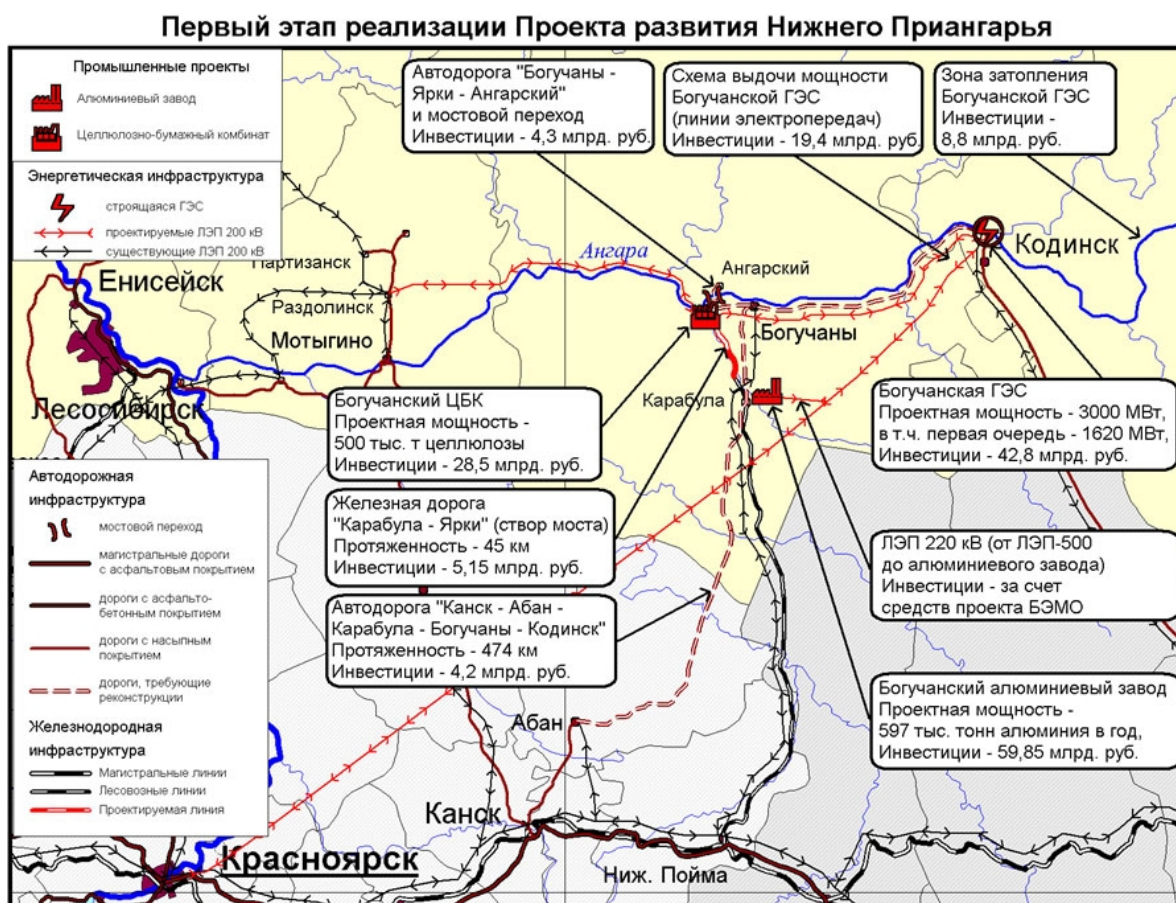 Первый этап реализации Проекта развития Нижнего Приангарья
Промышленные проекты
Алюминиевый завод
Целлюлозно-бумажный комбинат
Энергетическая инфраструктура
строящаяся ГЭС
проектируемые ЛЭП 200 кВ
существующие ЛЭП 200 кВ
Автодорога "Богучаны -
Ярки - Ангарский"
и мостовой переход
Инвестиции - 4,3 млрд. руб.
Схема выдочи мощности
Богучанской ГЭС
(линии электропередач)
Инвестиции - 19,4 млрд. руб.
Зона затопления
Богучанской ГЭС
Инвестиции -
8,8 млрд. руб.
Ангара
Кодинск
Партизанск
Ангарский
Енисейск
Раздолинск
Мотыгино
Богучаны
Лесосибирск
Карабула
Богучанский ЦБК
Проектная мощность -
500 тыс. т целлюлозы
Инвестиции - 28,5 млрд. руб.
Богучанская ГЭС
Проектная мощность - 3000 МВт,
в т.ч. первая очередь - 1620 МВт,
Инвестиции - 42,8 млрд. руб.
Железная дорога
"Карабула - Ярки" (створ моста)
Протяженность - 45 км
Инвестиции - 5,15 млрд. руб.
ЛЭП 220 кВ (от ЛЭП-500
до алюминиевого завода)
Инвестиции - за счет
средств проекта БЭМО
Автодорога "Канск - Абан -
Карабула - Богучаны - Кодинск"
Протяженность - 474 км
Инвестиции - 4,2 млрд. руб.
Богучанский алюминиевый завод
Проектная мощность -
597 тыс. тонн алюминия в год,
Инвестиции - 59,85 млрд. руб.
Автодорожная
инфраструктура
мостовой переход
магистральные дороги
с асфальтовым покрытием
дороги с асфальто-
бетонным покрытием
дороги с насыпным
покрытием
дороги, требующие
реконструкции
Железнодородная
инфраструктура
Магистральные линии
Лесовозные линии
Проектируемая линия
Абан
Канск
Красноярск
Ниж. Пойма